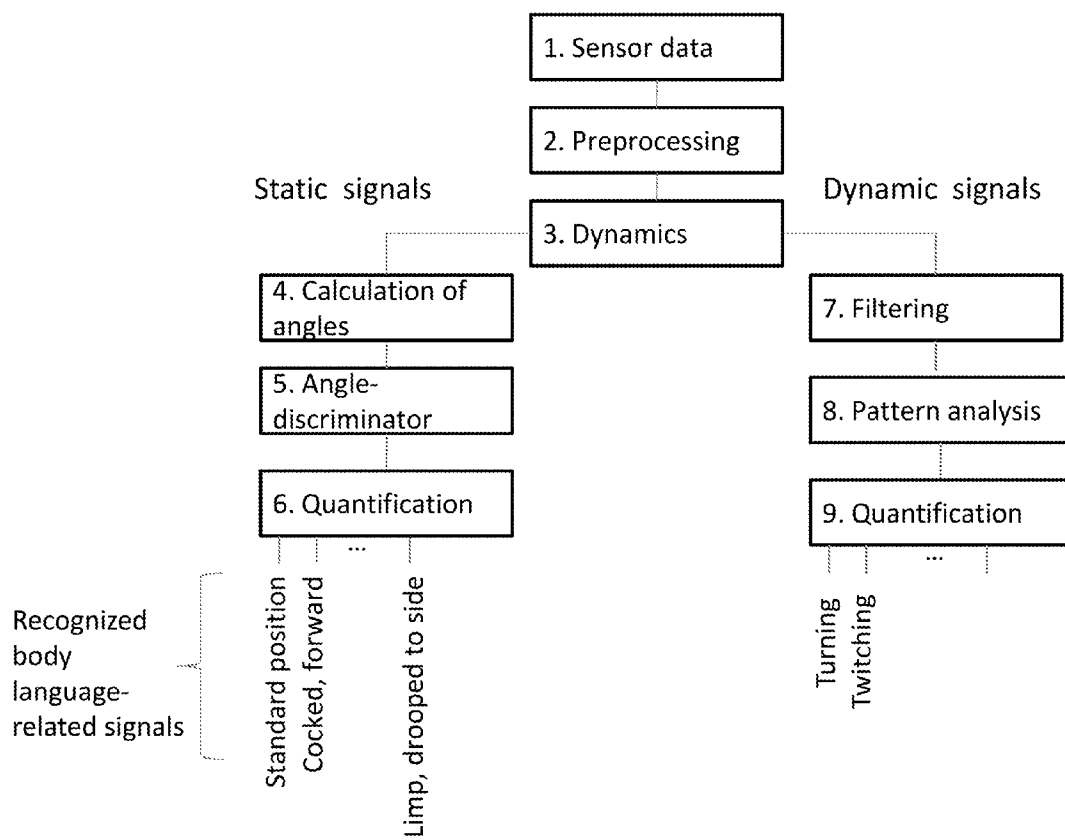 1. Sensor data
2. Preprocessing
Static signals
Dynamic signals
3. Dynamics
4. Calculation of
angles
5. Angle-
discriminator
6. Quantification
7. Filtering
8. Pattern analysis
9. Quantification
...
...
Recognized
body
language-
related signals
Standard position
Cocked, forward
Limp, drooped to side
Turning
Twitching